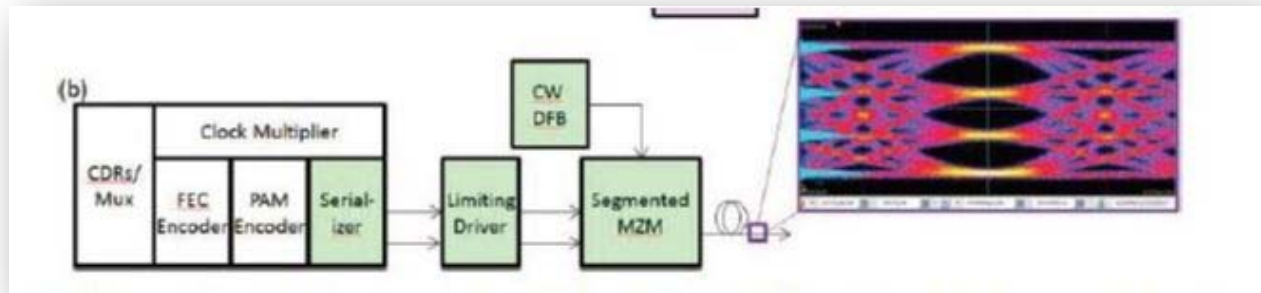 (b)
Clock Multiplier
CDRs/
Mux
FEC
Encoder
PAM
Encoder
Serial-
izer
Limiting
Driver
CW
DFB
Segmented
MZM